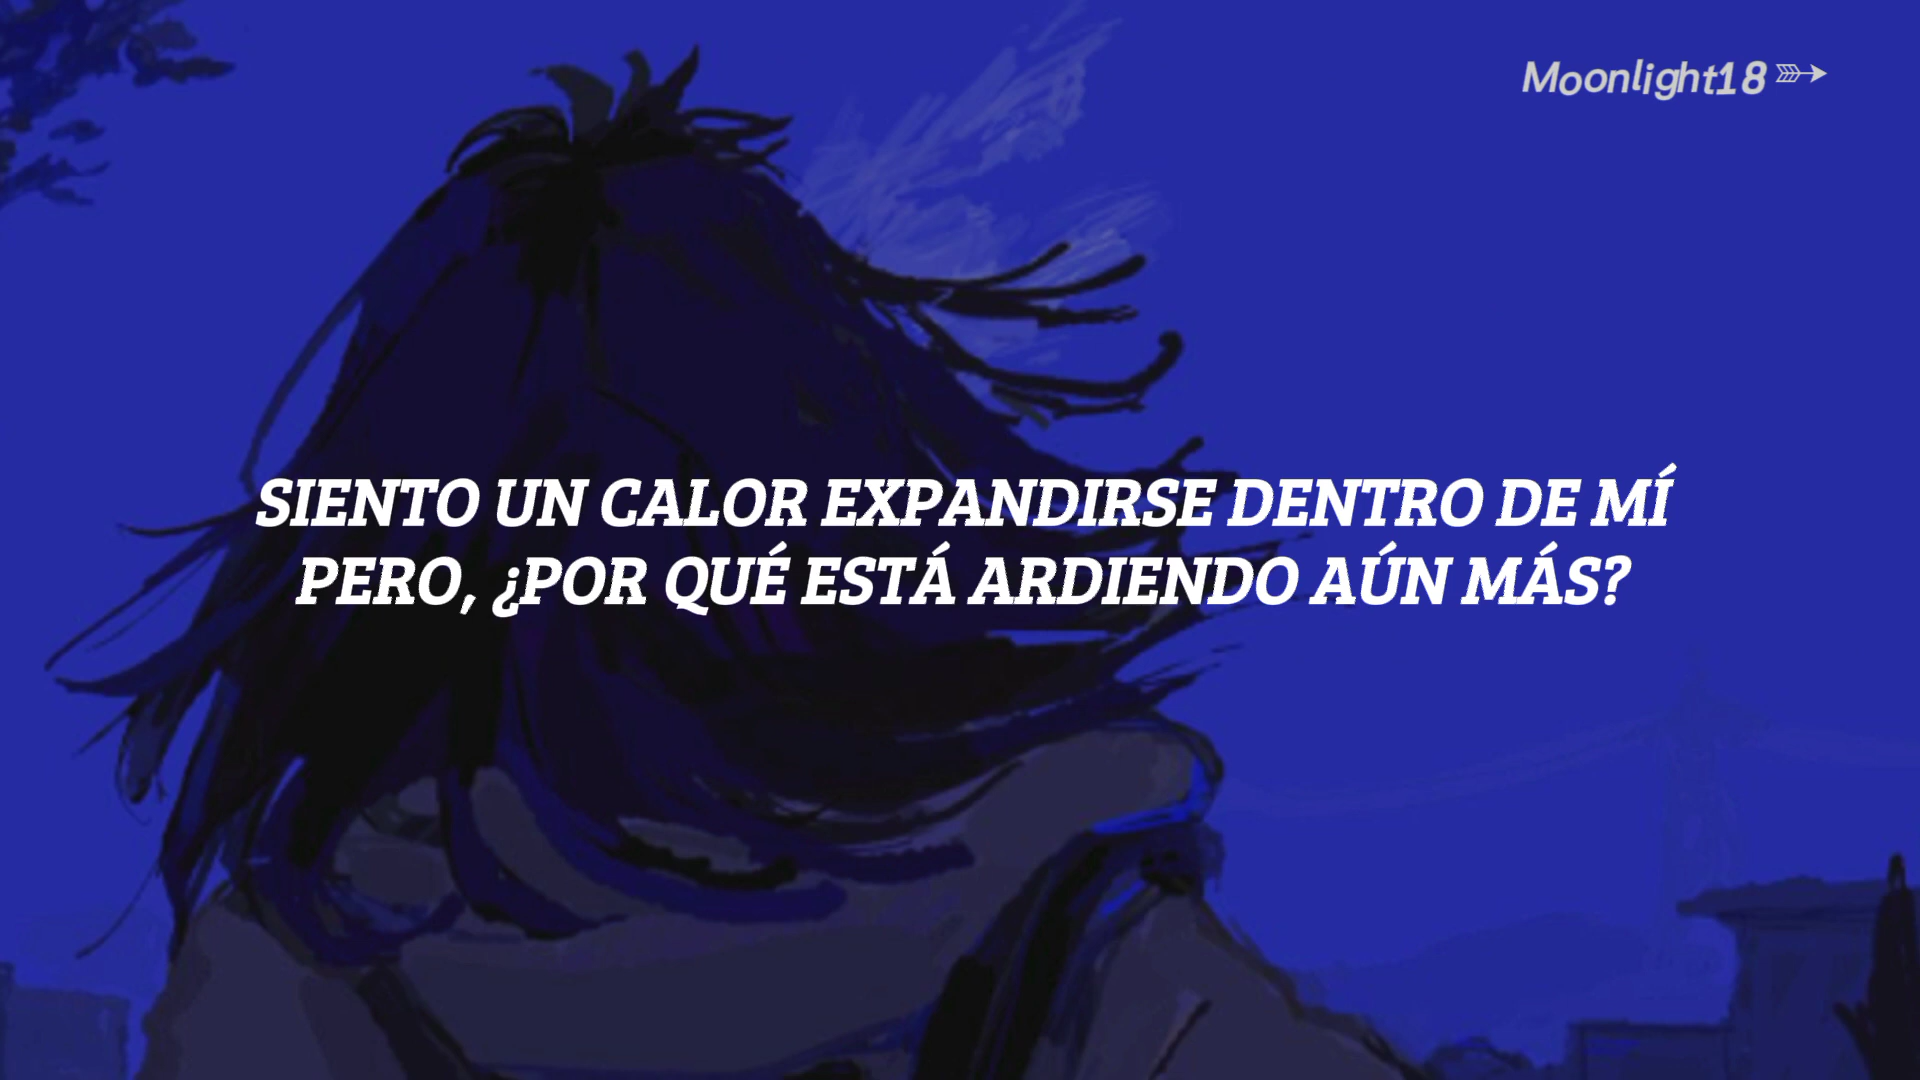 Moonlight18
SIENTO UN CALOR EXPANDIRSE DENTRO DE MÍ
PERO, ¿POR QUÉ ESTÁ ARDIENDO AÚN MÁS?